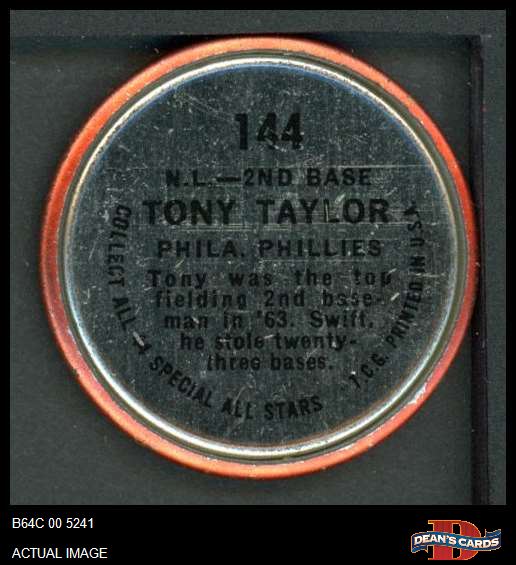 144
N.L.—2ND BASE
TONY TAYLOR
PHILA. PHILLIES
Tony was the top
fielding 2nd base-
man in '63. Swift,
he stole twenty-
three bases.
COLLECT ALL → SPECIAL ALL STARS
T.C.G. PRINTED IN U.S.A.
B64C 00 5241
ACTUAL IMAGE
D
DEAN'S CARDS